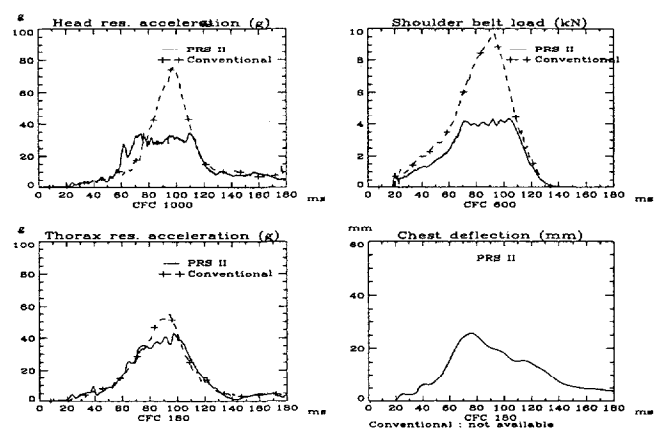 Head res. acceleration (g)
g
100
80
60
40
20
0
PRS II
Conventional
0 20 40 60 80 100 120 140 160 180 ms
CFC 1000
Shoulder belt load (kN)
10
8
6
4
2
0
PRS II
Conventional
0 20 40 60 80 100 120 140 160 180 ms
CFC 600
Thorax res. acceleration (g)
g
100
80
60
40
20
0
PRS II
Conventional
0 20 40 60 80 100 120 140 160 180 ms
CFC 180
Chest deflection (mm)
mm
60
40
20
0
PRS II
0 20 40 60 80 100 120 140 160 180 ms
CFC 180
Conventional : not available